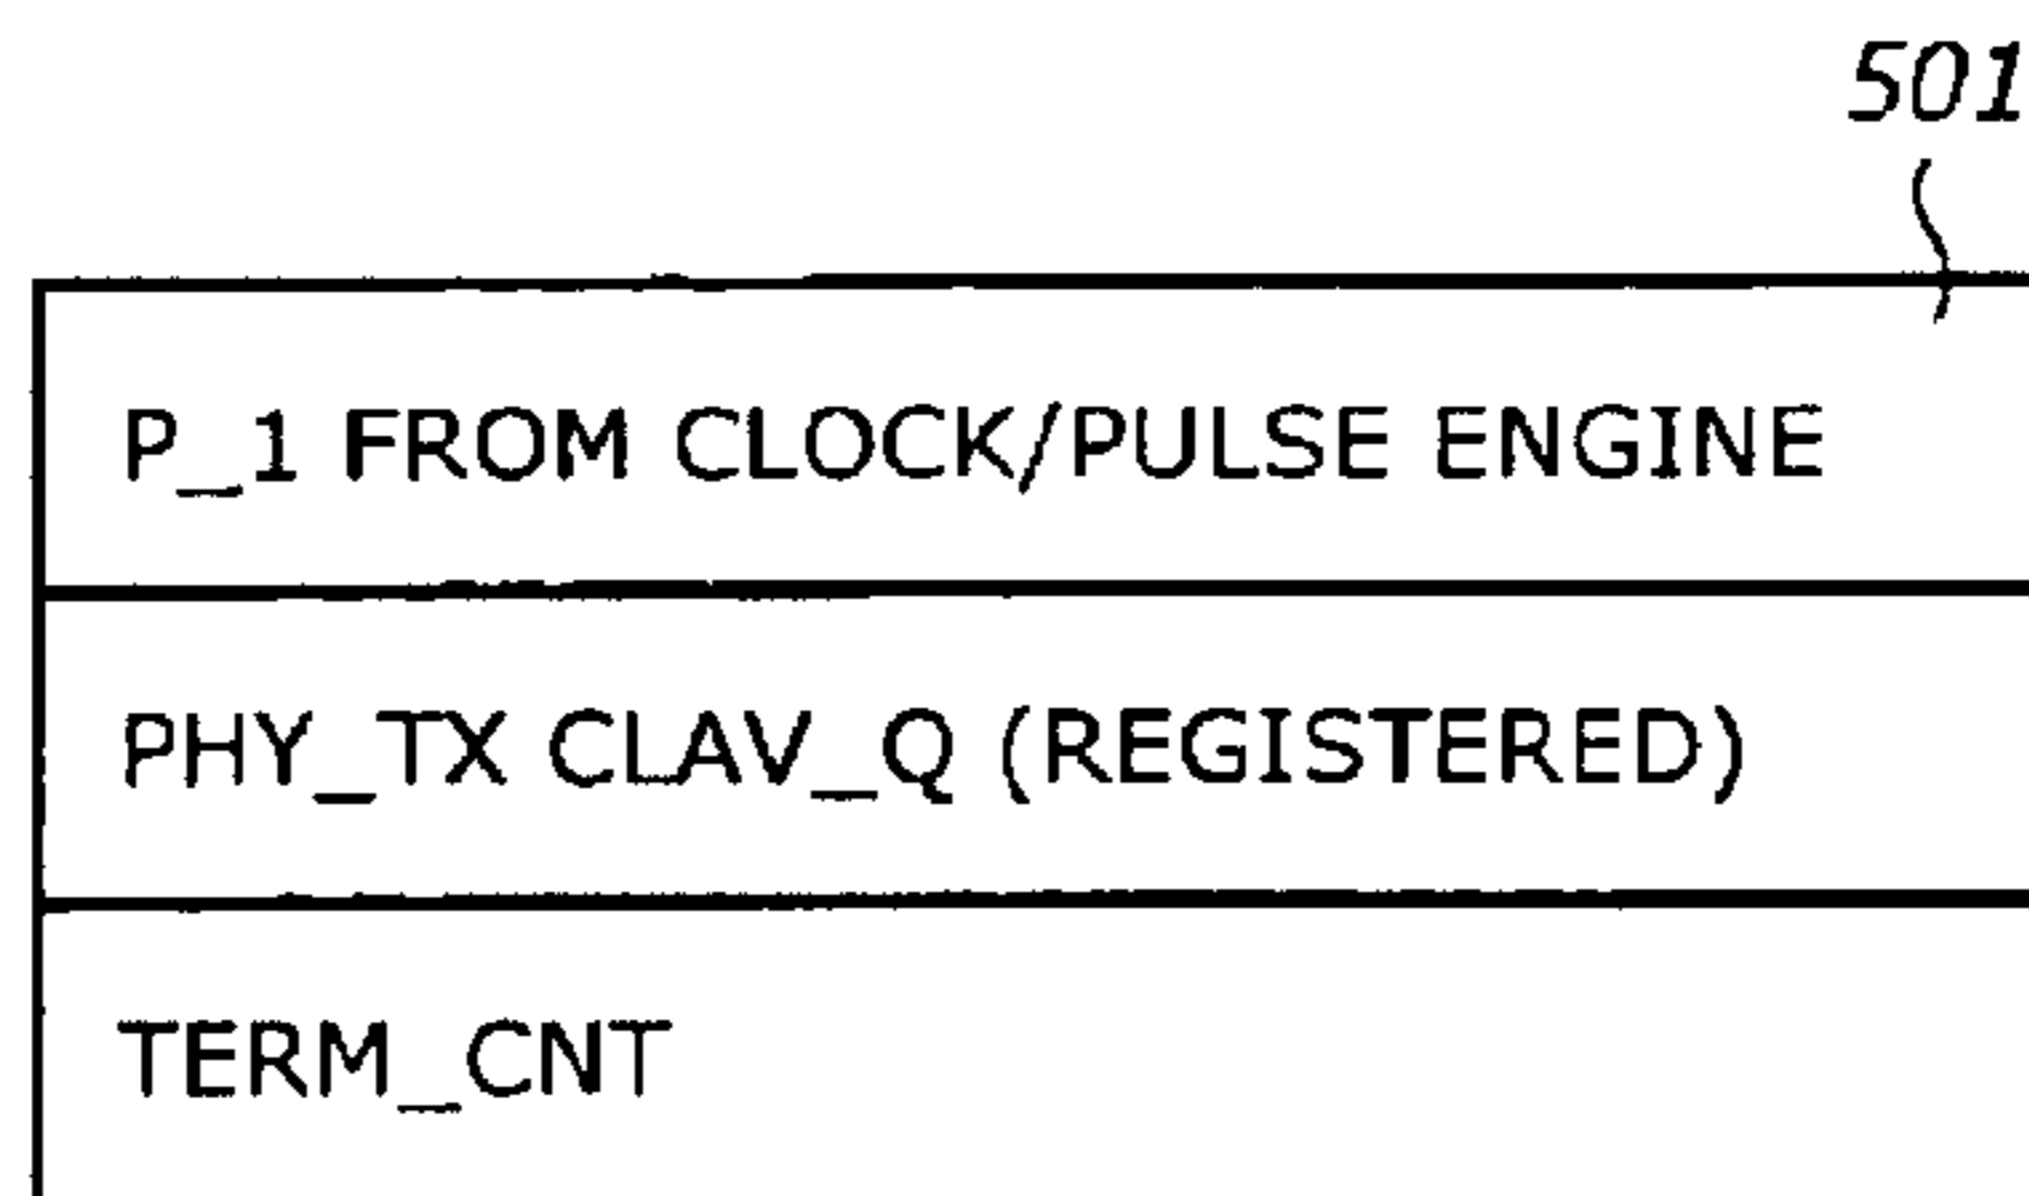 501
P_1 FROM CLOCK/PULSE ENGINE
PHY_TX CLAV_Q (REGISTERED)
TERM_CNT